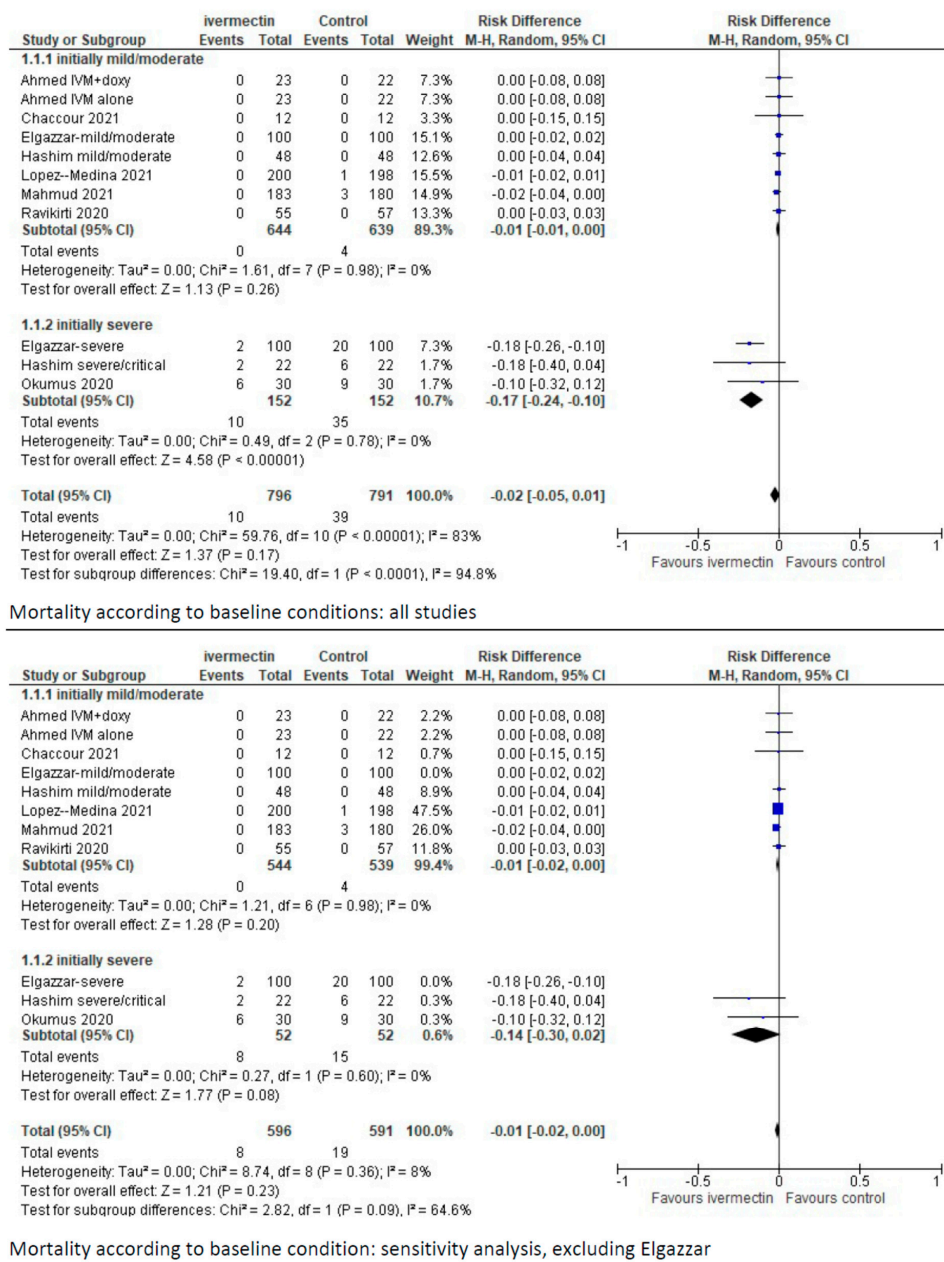 ivermectin Control Risk Difference Risk Difference
Study or Subgroup Events Total Events Total Weight M-H, Random, 95% CI M-H, Random, 95% CI
1.1.1 initially mild/moderate
Ahmed IVM+doxy 0 23 0 22 7.3% 0.00 [-0.08, 0.08]
Ahmed IVM alone 0 23 0 22 7.3% 0.00 [-0.08, 0.08]
Chaccour 2021 0 12 0 12 3.3% 0.00 [-0.15, 0.15]
Elgazzar-mild/moderate 0 100 0 100 15.1% 0.00 [-0.02, 0.02]
Hashim mild/moderate 0 48 0 48 12.6% 0.00 [-0.04, 0.04]
Lopez--Medina 2021 0 200 1 198 15.5% -0.01 [-0.02, 0.01]
Mahmud 2021 0 183 3 180 14.9% -0.02 [-0.04, 0.00]
Ravikirti 2020 0 55 0 57 13.3% 0.00 [-0.03, 0.03]
Subtotal (95% CI) 644 639 89.3% -0.01 [-0.01, 0.00]
Total events 0 4
Heterogeneity: Tau² = 0.00; Chi² = 1.61, df = 7 (P = 0.98); I² = 0%
Test for overall effect: Z = 1.13 (P = 0.26)
1.1.2 initially severe
Elgazzar-severe 2 100 20 100 7.3% -0.18 [-0.26, -0.10]
Hashim severe/critical 2 22 6 22 1.7% -0.18 [-0.40, 0.04]
Okumus 2020 6 30 9 30 1.7% -0.10 [-0.32, 0.12]
Subtotal (95% CI) 152 152 10.7% -0.17 [-0.24, -0.10]
Total events 10 35
Heterogeneity: Tau² = 0.00; Chi² = 0.49, df = 2 (P = 0.78); I² = 0%
Test for overall effect: Z = 4.58 (P < 0.00001)
Total (95% CI) 796 791 100.0% -0.02 [-0.05, 0.01]
Total events 10 39
Heterogeneity: Tau² = 0.00; Chi² = 59.76, df = 10 (P < 0.00001); I² = 83%
Test for overall effect: Z = 1.37 (P = 0.17)
Test for subgroup differences: Chi² = 19.40, df = 1 (P < 0.0001), I² = 94.8%
-1 -0.5 0 0.5 1
Favours ivermectin Favours control
Mortality according to baseline conditions: all studies
ivermectin Control Risk Difference Risk Difference
Study or Subgroup Events Total Events Total Weight M-H, Random, 95% CI M-H, Random, 95% CI
1.1.1 initially mild/moderate
Ahmed IVM+doxy 0 23 0 22 2.2% 0.00 [-0.08, 0.08]
Ahmed IVM alone 0 23 0 22 2.2% 0.00 [-0.08, 0.08]
Chaccour 2021 0 12 0 12 0.7% 0.00 [-0.15, 0.15]
Elgazzar-mild/moderate 0 100 0 100 0.0% 0.00 [-0.02, 0.02]
Hashim mild/moderate 0 48 0 48 8.9% 0.00 [-0.04, 0.04]
Lopez--Medina 2021 0 200 1 198 47.5% -0.01 [-0.02, 0.01]
Mahmud 2021 0 183 3 180 26.0% -0.02 [-0.04, 0.00]
Ravikirti 2020 0 55 0 57 11.8% 0.00 [-0.03, 0.03]
Subtotal (95% CI) 544 539 99.4% -0.01 [-0.02, 0.00]
Total events 0 4
Heterogeneity: Tau² = 0.00; Chi² = 1.21, df = 6 (P = 0.98); I² = 0%
Test for overall effect: Z = 1.28 (P = 0.20)
1.1.2 initially severe
Elgazzar-severe 2 100 20 100 0.0% -0.18 [-0.26, -0.10]
Hashim severe/critical 2 22 6 22 0.3% -0.18 [-0.40, 0.04]
Okumus 2020 6 30 9 30 0.3% -0.10 [-0.32, 0.12]
Subtotal (95% CI) 52 52 0.6% -0.14 [-0.30, 0.02]
Total events 8 15
Heterogeneity: Tau² = 0.00; Chi² = 0.27, df = 1 (P = 0.60); I² = 0%
Test for overall effect: Z = 1.77 (P = 0.08)
Total (95% CI) 596 591 100.0% -0.01 [-0.02, 0.00]
Total events 8 19
Heterogeneity: Tau² = 0.00; Chi² = 8.74, df = 8 (P = 0.36); I² = 8%
Test for overall effect: Z = 1.21 (P = 0.23)
Test for subgroup differences: Chi² = 2.82, df = 1 (P = 0.09), I² = 64.6%
-1 -0.5 0 0.5 1
Favours ivermectin Favours control
Mortality according to baseline condition: sensitivity analysis, excluding Elgazzar